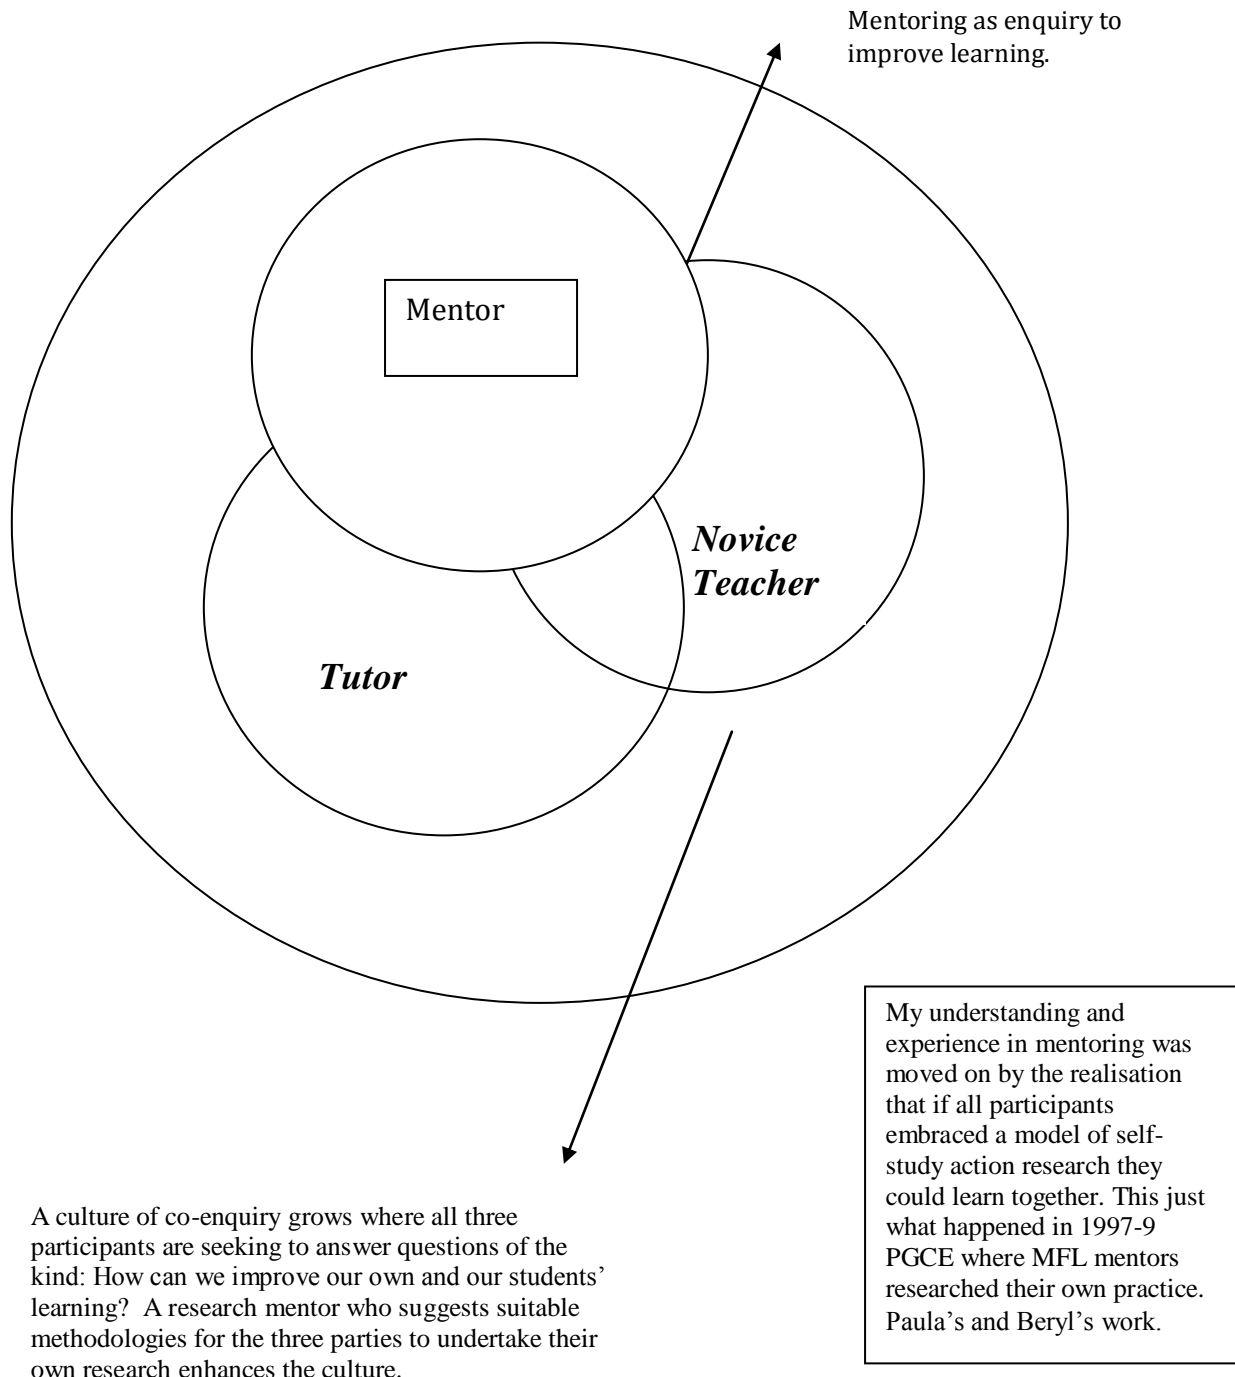 Mentoring as enquiry to
improve learning.
Mentor
Novice
Teacher
Tutor
My understanding and
experience in mentoring was
moved on by the realisation
that if all participants
embraced a model of self-
study action research they
could learn together. This just
what happened in 1997-9
PGCE where MFL mentors
researched their own practice.
Paula’s and Beryl’s work.
A culture of co-enquiry grows where all three
participants are seeking to answer questions of the
kind: How can we improve our own and our students’
learning?  A research mentor who suggests suitable
methodologies for the three parties to undertake their
own research enhances the culture.